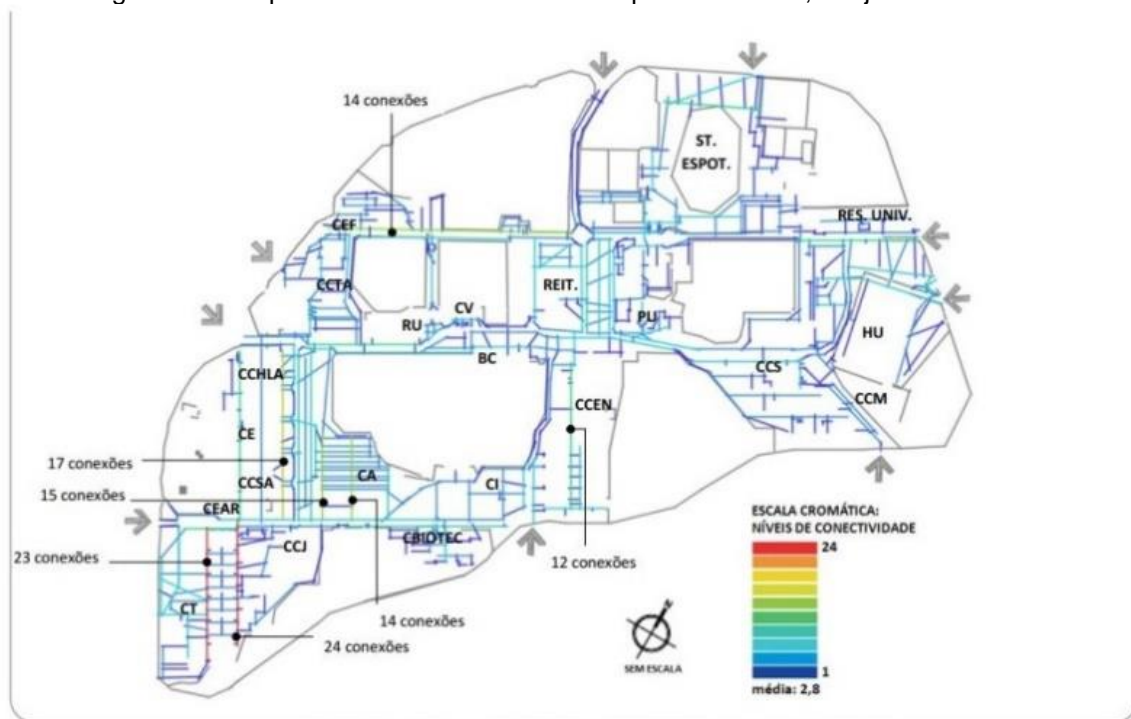 14 conexões
ST.
ESPOT.
RES. UNIV.
CEF
CCTA
REIT.
CV
RU
PU
HU
BC
CCS
CCHLA
CCM
CCEN
CE
17 conexões
CA
CI
CCSA
15 conexões
CEAR
ESCALA CROMÁTICA:
NÍVEIS DE CONECTIVIDADE
24
CBIOTEC
CCJ
23 conexões
12 conexões
CT
14 conexões
24 conexões
SEM ESCALA
1
média: 2,8